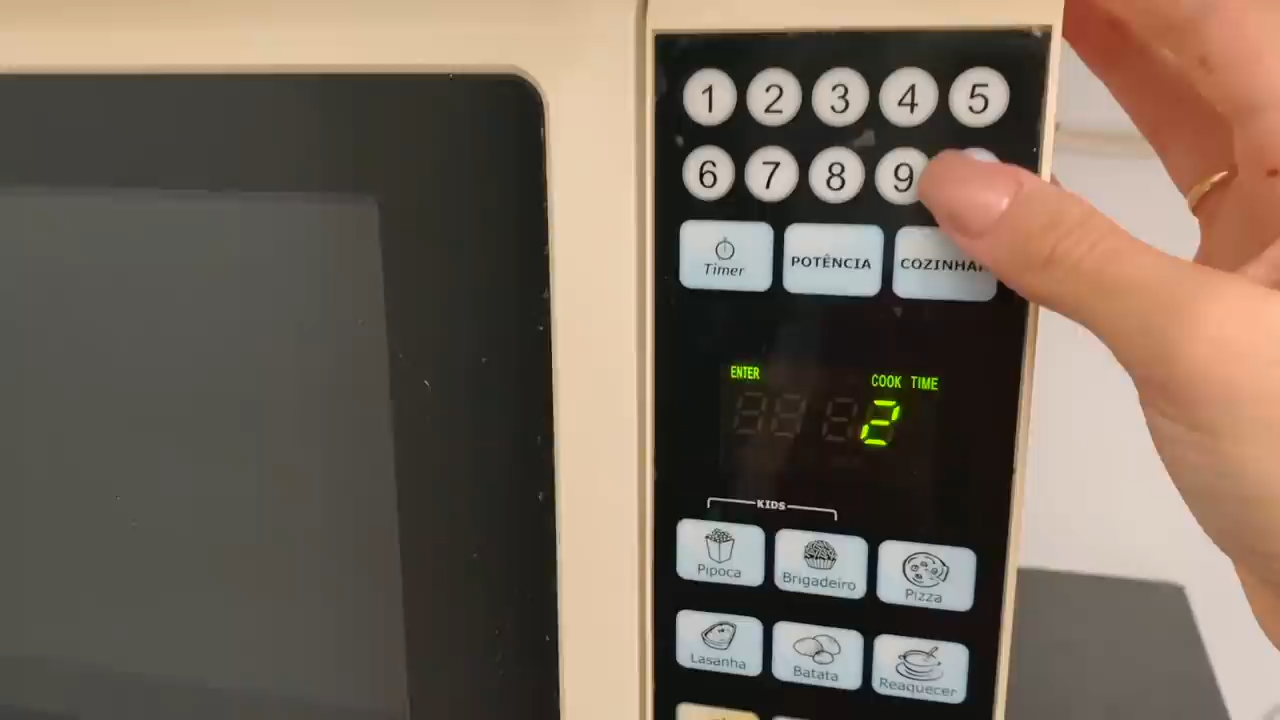 1 2 3 4 5
6 7 8 9
Timer POTÊNCIA COZINHAR
ENTER COOK TIME
2
KIDS
Pipoca Brigadeiro Pizza
Lasanha Batata Reaquecer